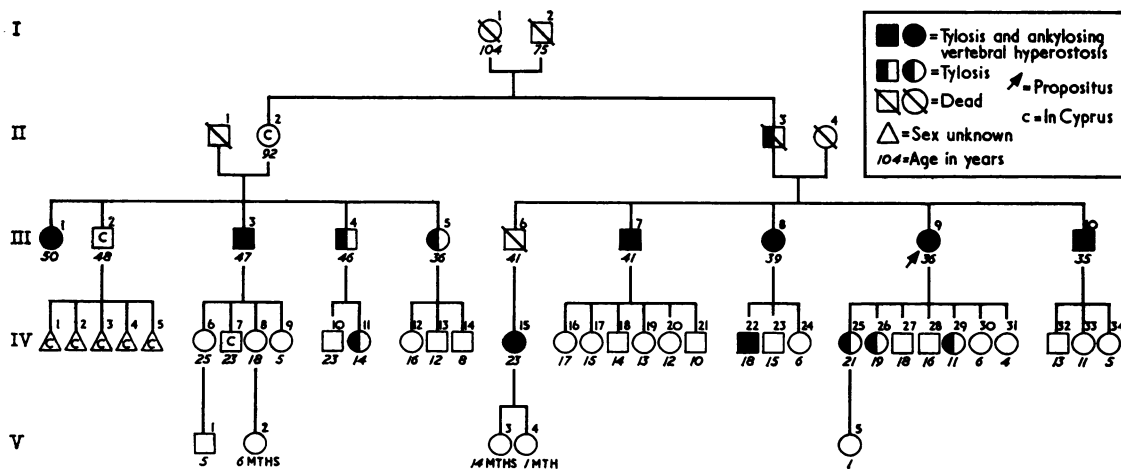 I
1 2
104 75
= Tylosis and ankylosing
vertebral hyperostosis
= Tylosis
= Propositus
= Dead
C = In Cyprus
= Sex unknown
104 = Age in years
II
1 2 3 4
C
92
III
1 2 3 4 5 6 7 8 9 10
C
50 48 47 46 36 41 41 39 36 35
IV
1 2 3 4 5 6 7 8 9 10 11 12 13 14 15 16 17 18 19 20 21 22 23 24 25 26 27 28 29 30 31 32 33 34
C C C C C C
25 23 18 5 23 14 16 12 8 23 17 15 14 13 12 10 18 15 6 21 19 18 16 11 6 4 13 11 5
V
1 2 3 4 5
5 6 MTHS 14 MTHS 1 MTH 1